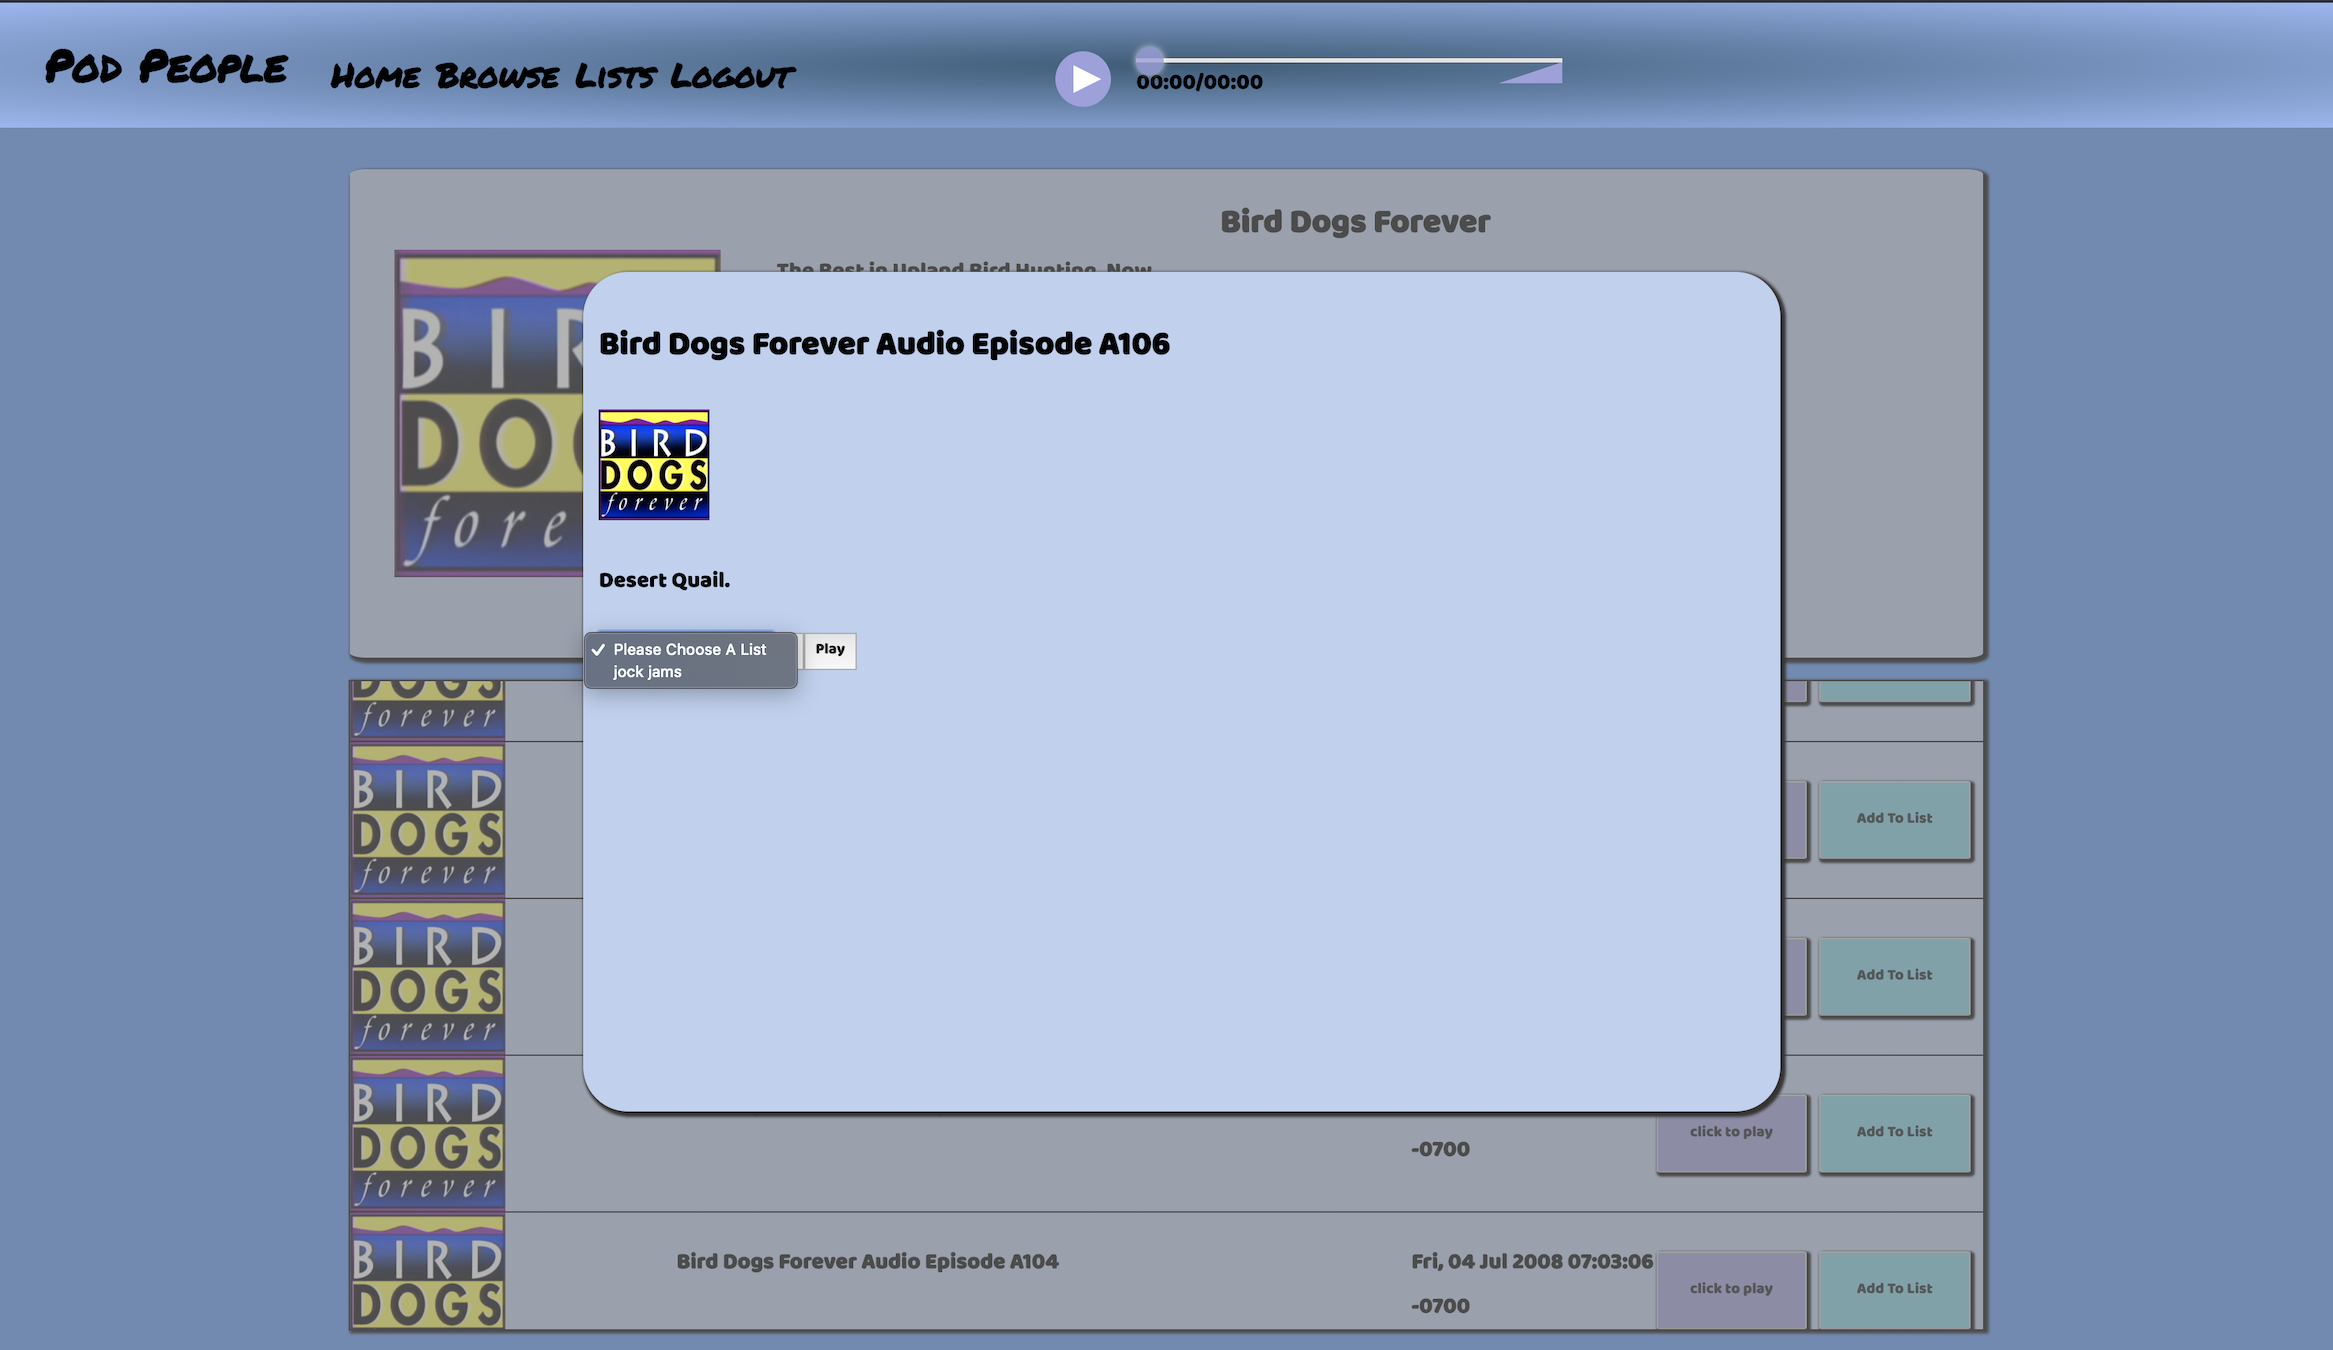 Pod People
Home Browse Lists Logout
00:00/00:00
Bird Dogs Forever
The Best in Upland Bird Hunting. Now
BIR
DO
fore
Bird Dogs Forever Audio Episode A106
BIRD
DOGS
forever
Desert Quail.
✓ Please Choose A List
jock jams
Play
DOGS
forever
BIRD
DOGS
forever
Add To List
BIRD
DOGS
forever
Add To List
BIRD
DOGS
forever
-0700
click to play
Add To List
BIRD
DOGS
Bird Dogs Forever Audio Episode A104
Fri, 04 Jul 2008 07:03:06
-0700
click to play
Add To List